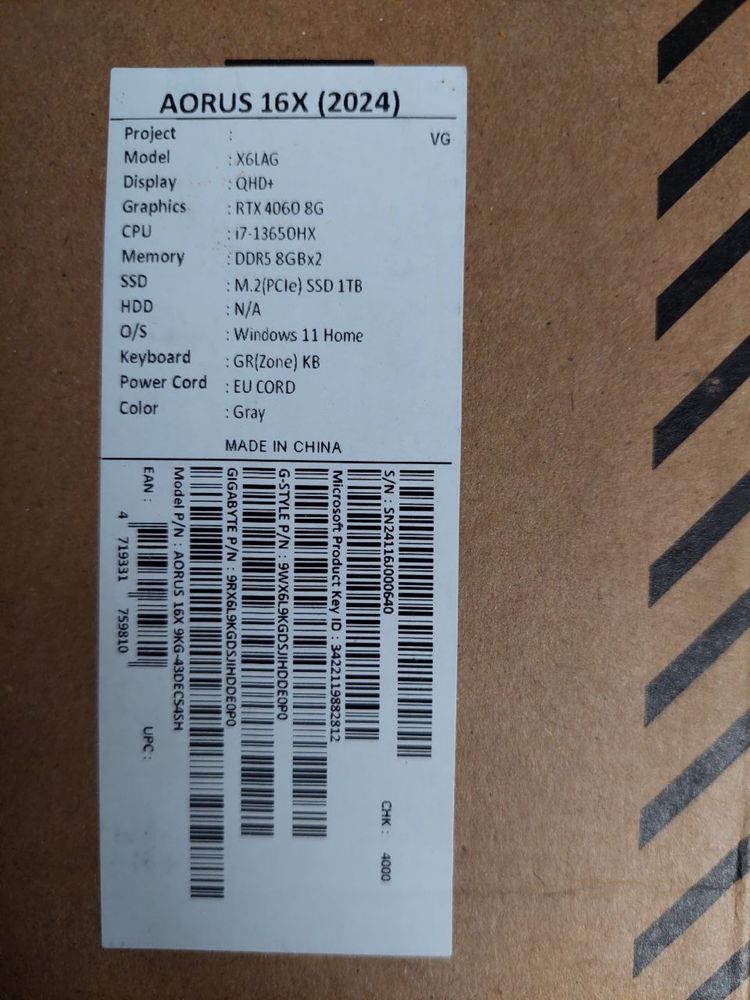 AORUS 16X (2024)
Project :
VG
Model : X6LAG
Display : QHD+
Graphics : RTX 4060 8G
CPU : i7-13650HX
Memory : DDR5 8GBx2
SSD : M.2(PCIe) SSD 1TB
HDD : N/A
O/S : Windows 11 Home
Keyboard : GR(Zone) KB
Power Cord : EU CORD
Color : Gray
MADE IN CHINA
S/N : SN24116J000640
CHK : 4000
Microsoft Product Key ID : 3422119882812
G-STYLE P/N : 9WX6L9KGDSJIHDDE0P0
GIGABYTE P/N : 9RX6L9KGDSJIHDDE0P0
Model P/N : AORUS 16X 9KG-43DEC54SH
EAN :
4 719331 759810
UPC :